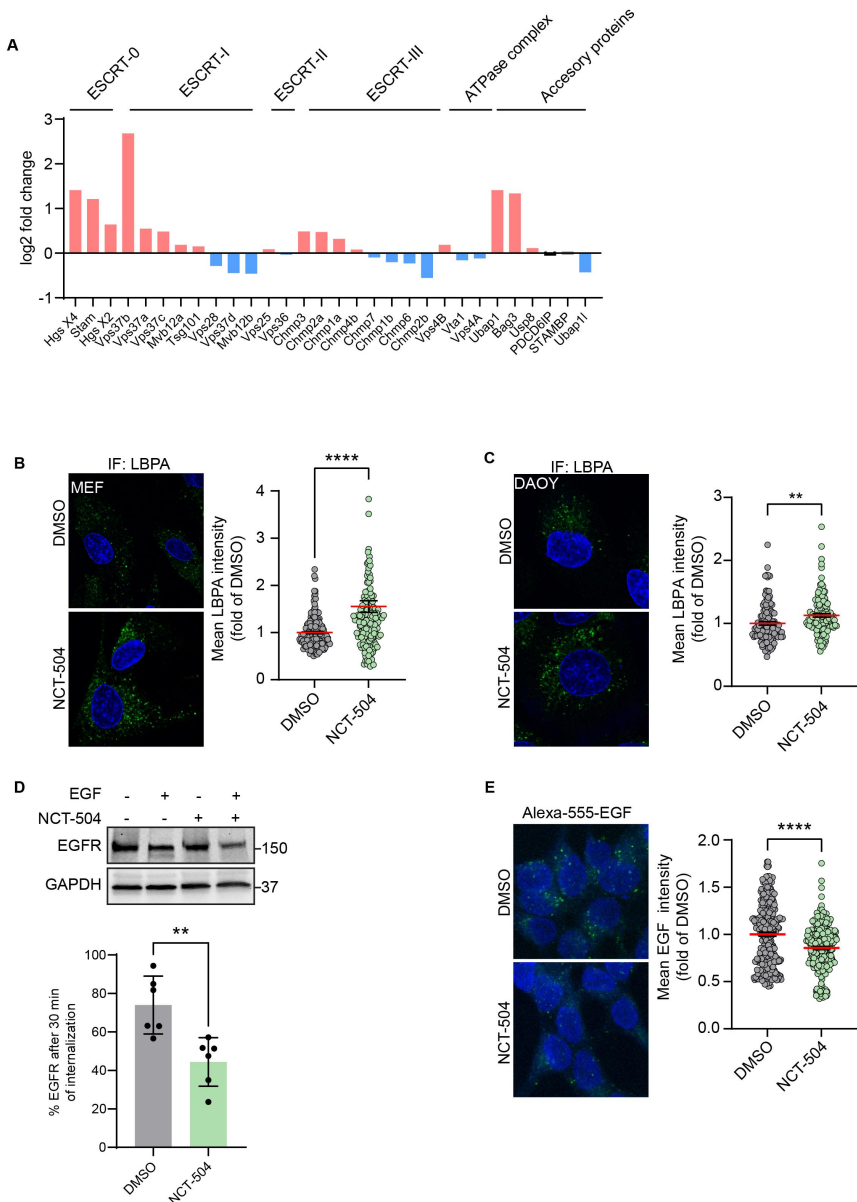 A
ESCRT-0
ESCRT-I
ESCRT-II
ESCRT-III
ATPase complex
Accesory proteins
log2 fold change
3
2
1
0
-1
Hgs X4
Stam
Hgs X2
Vps37b
Vps37a
Vps37c
Mvb12a
Tsg101
Vps28
Vps37d
Mvb12b
Vps25
Vps36
Chmp3
Chmp2a
Chmp1a
Chmp4b
Chmp7
Chmp1b
Chmp6
Chmp2b
Vps4B
Vta1
Vps4A
Ubap1
Bag3
Usp8
PDCD6IP
STAMBP
Ubap1l
B
IF: LBPA
MEF
DMSO
NCT-504
****
Mean LBPA intensity
(fold of DMSO)
4
3
2
1
0
DMSO
NCT-504
C
IF: LBPA
DAOY
DMSO
NCT-504
**
Mean LBPA intensity
(fold of DMSO)
3
2
1
0
DMSO
NCT-504
D
EGF - + - +
NCT-504 - - + +
EGFR -150
GAPDH -37
**
% EGFR after 30 min
of internalization
100
80
60
40
20
0
DMSO
NCT-504
E
Alexa-555-EGF
DMSO
NCT-504
****
Mean EGF intensity
(fold of DMSO)
2.0
1.5
1.0
0.5
0.0
DMSO
NCT-504